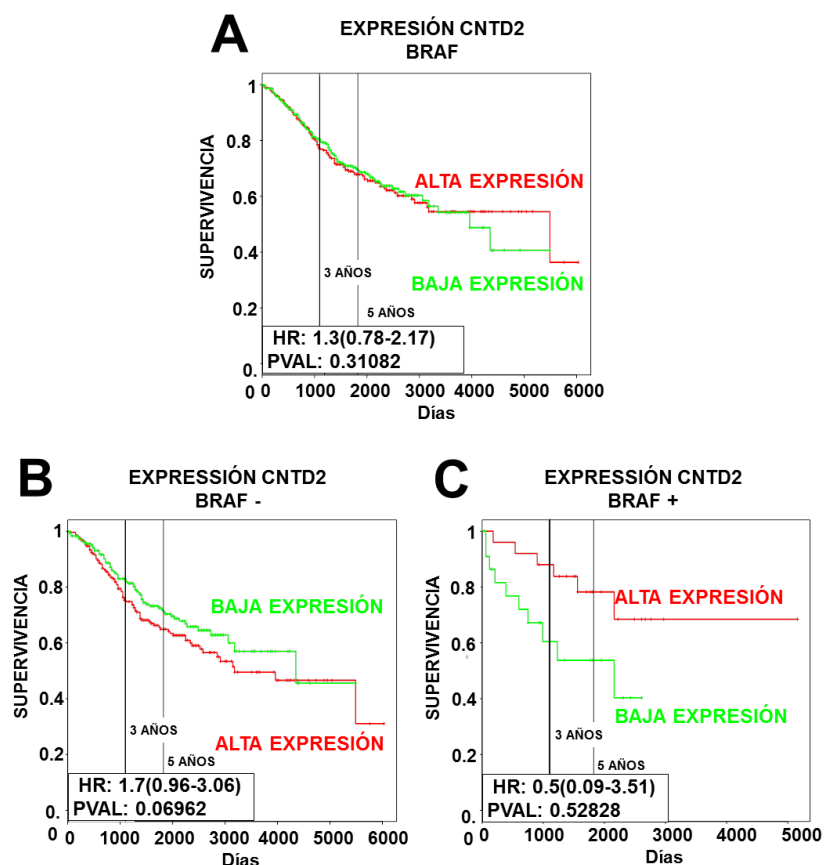 A
EXPRESIÓN CNTD2
BRAF
SUPERVIVENCIA
1
0.8
0.6
0.4
0.2
0.
ALTA EXPRESIÓN
BAJA EXPRESIÓN
3 AÑOS
5 AÑOS
HR: 1.3(0.78-2.17)
PVAL: 0.31082
0 0 1000 2000 3000 4000 5000 6000
Días
B
EXPRESSIÓN CNTD2
BRAF -
SUPERVIVENCIA
1
0.8
0.6
0.4
0.2
0.
BAJA EXPRESIÓN
ALTA EXPRESIÓN
3 AÑOS
5 AÑOS
HR: 1.7(0.96-3.06)
PVAL: 0.06962
0 0 1000 2000 3000 4000 5000 6000
Días
C
EXPRESSIÓN CNTD2
BRAF +
SUPERVIVENCIA
1
0.8
0.6
0.4
0.2
0.
ALTA EXPRESIÓN
BAJA EXPRESIÓN
3 AÑOS
5 AÑOS
HR: 0.5(0.09-3.51)
PVAL: 0.52828
0 0 1000 2000 3000 4000 5000
Días